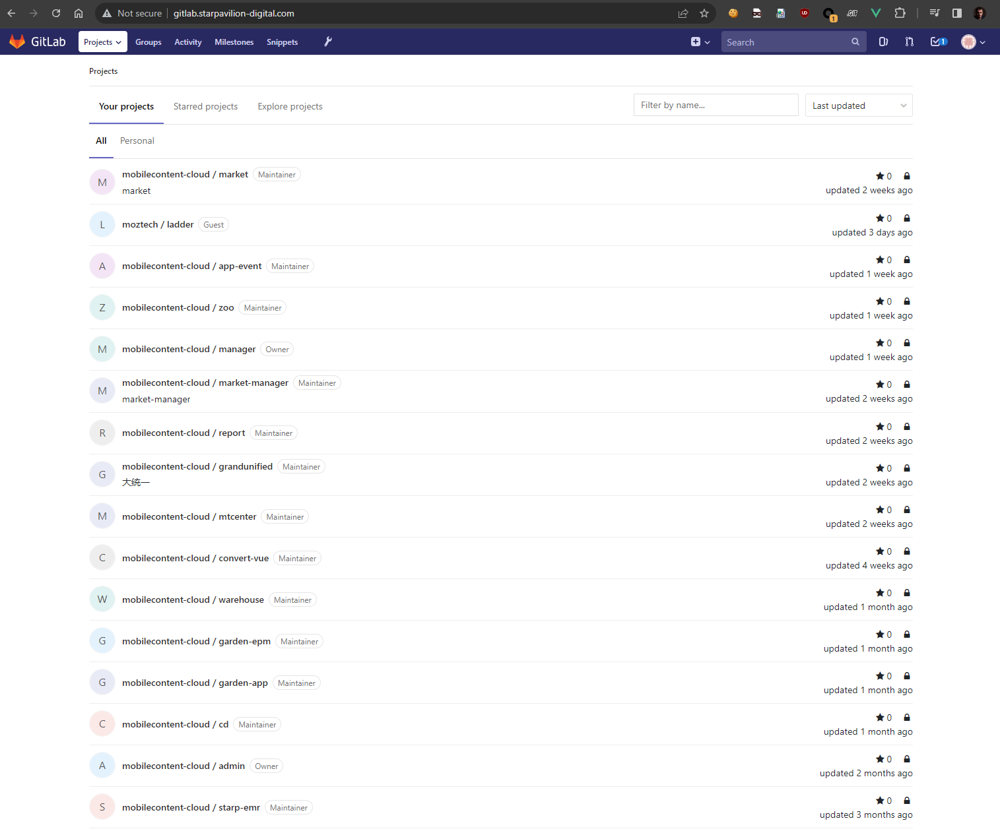 Not secure gitlab.starpavilion-digital.com
1
GitLab Projects Groups Activity Milestones Snippets Search 1
Projects
Your projects Starred projects Explore projects Filter by name... Last updated
All Personal
M mobilecontent-cloud / market Maintainer 0
market updated 2 weeks ago
L moztech / ladder Guest 0
updated 3 days ago
A mobilecontent-cloud / app-event Maintainer 0
updated 1 week ago
Z mobilecontent-cloud / zoo Maintainer 0
updated 1 week ago
M mobilecontent-cloud / manager Owner 0
updated 1 week ago
M mobilecontent-cloud / market-manager Maintainer 0
market-manager updated 2 weeks ago
R mobilecontent-cloud / report Maintainer 0
updated 2 weeks ago
G mobilecontent-cloud / grandunified Maintainer 0
大统一 updated 2 weeks ago
M mobilecontent-cloud / mtcenter Maintainer 0
updated 2 weeks ago
C mobilecontent-cloud / convert-vue Maintainer 0
updated 4 weeks ago
W mobilecontent-cloud / warehouse Maintainer 0
updated 1 month ago
G mobilecontent-cloud / garden-epm Maintainer 0
updated 1 month ago
G mobilecontent-cloud / garden-app Maintainer 0
updated 1 month ago
C mobilecontent-cloud / cd Maintainer 0
updated 1 month ago
A mobilecontent-cloud / admin Owner 0
updated 2 months ago
S mobilecontent-cloud / starp-emr Maintainer 0
updated 3 months ago